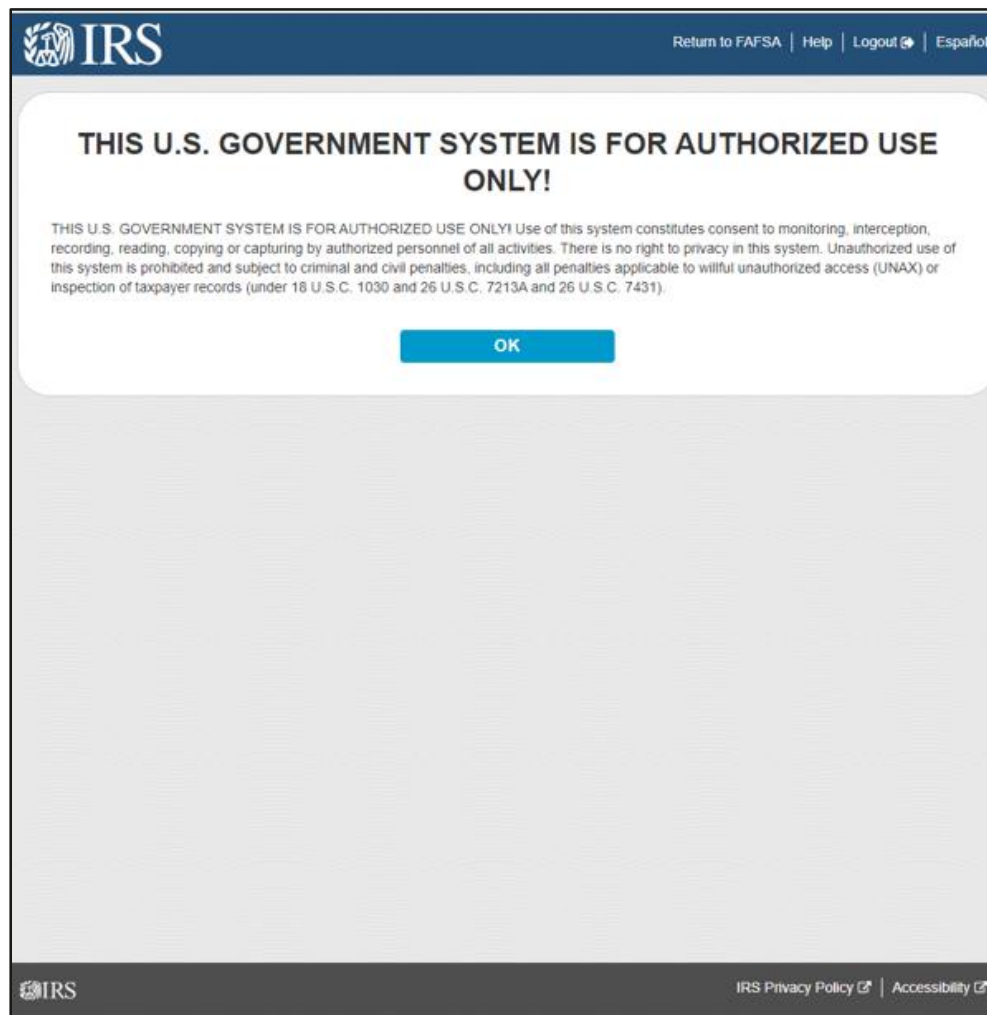 IRS
Return to FAFSA | Help | Logout | Español
THIS U.S. GOVERNMENT SYSTEM IS FOR AUTHORIZED USE
ONLY!
THIS U.S. GOVERNMENT SYSTEM IS FOR AUTHORIZED USE ONLY! Use of this system constitutes consent to monitoring, interception,
recording, reading, copying or capturing by authorized personnel of all activities. There is no right to privacy in this system. Unauthorized use of
this system is prohibited and subject to criminal and civil penalties, including all penalties applicable to willful unauthorized access (UNAX) or
inspection of taxpayer records (under 18 U.S.C. 1030 and 26 U.S.C. 7213A and 26 U.S.C. 7431).
OK
IRS
IRS Privacy Policy | Accessibility